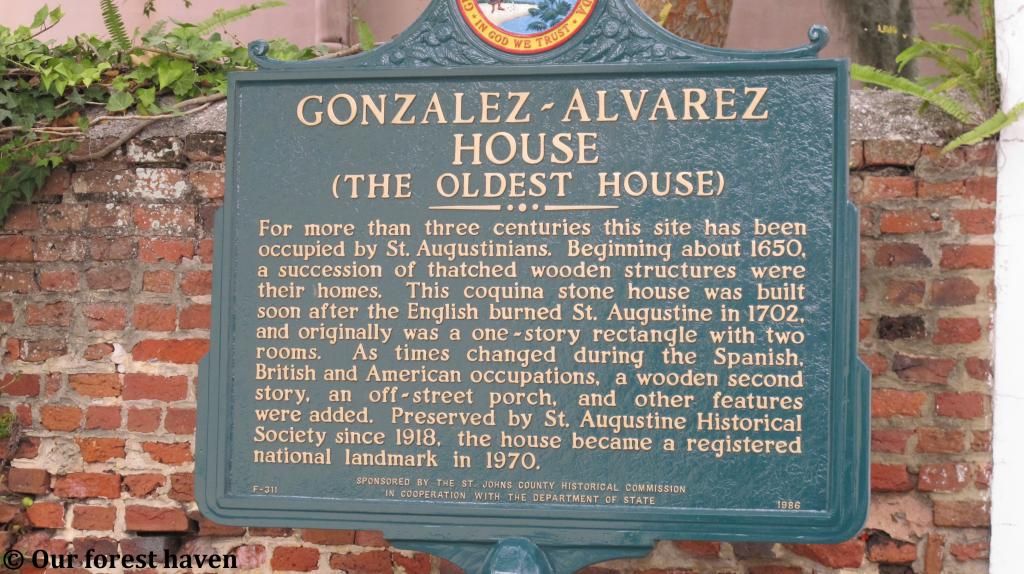 IN GOD WE TRUST
GONZALEZ-ALVAREZ
HOUSE
(THE OLDEST HOUSE)
For more than three centuries this site has been
occupied by St. Augustinians. Beginning about 1650,
a succession of thatched wooden structures were
their homes. This coquina stone house was built
soon after the English burned St. Augustine in 1702,
and originally was a one-story rectangle with two
rooms. As times changed during the Spanish,
British and American occupations, a wooden second
story, an off-street porch, and other features
were added. Preserved by St. Augustine Historical
Society since 1918, the house became a registered
national landmark in 1970.
SPONSORED BY THE ST. JOHNS COUNTY HISTORICAL COMMISSION
F-311 IN COOPERATION WITH THE DEPARTMENT OF STATE 1986
© Our forest haven